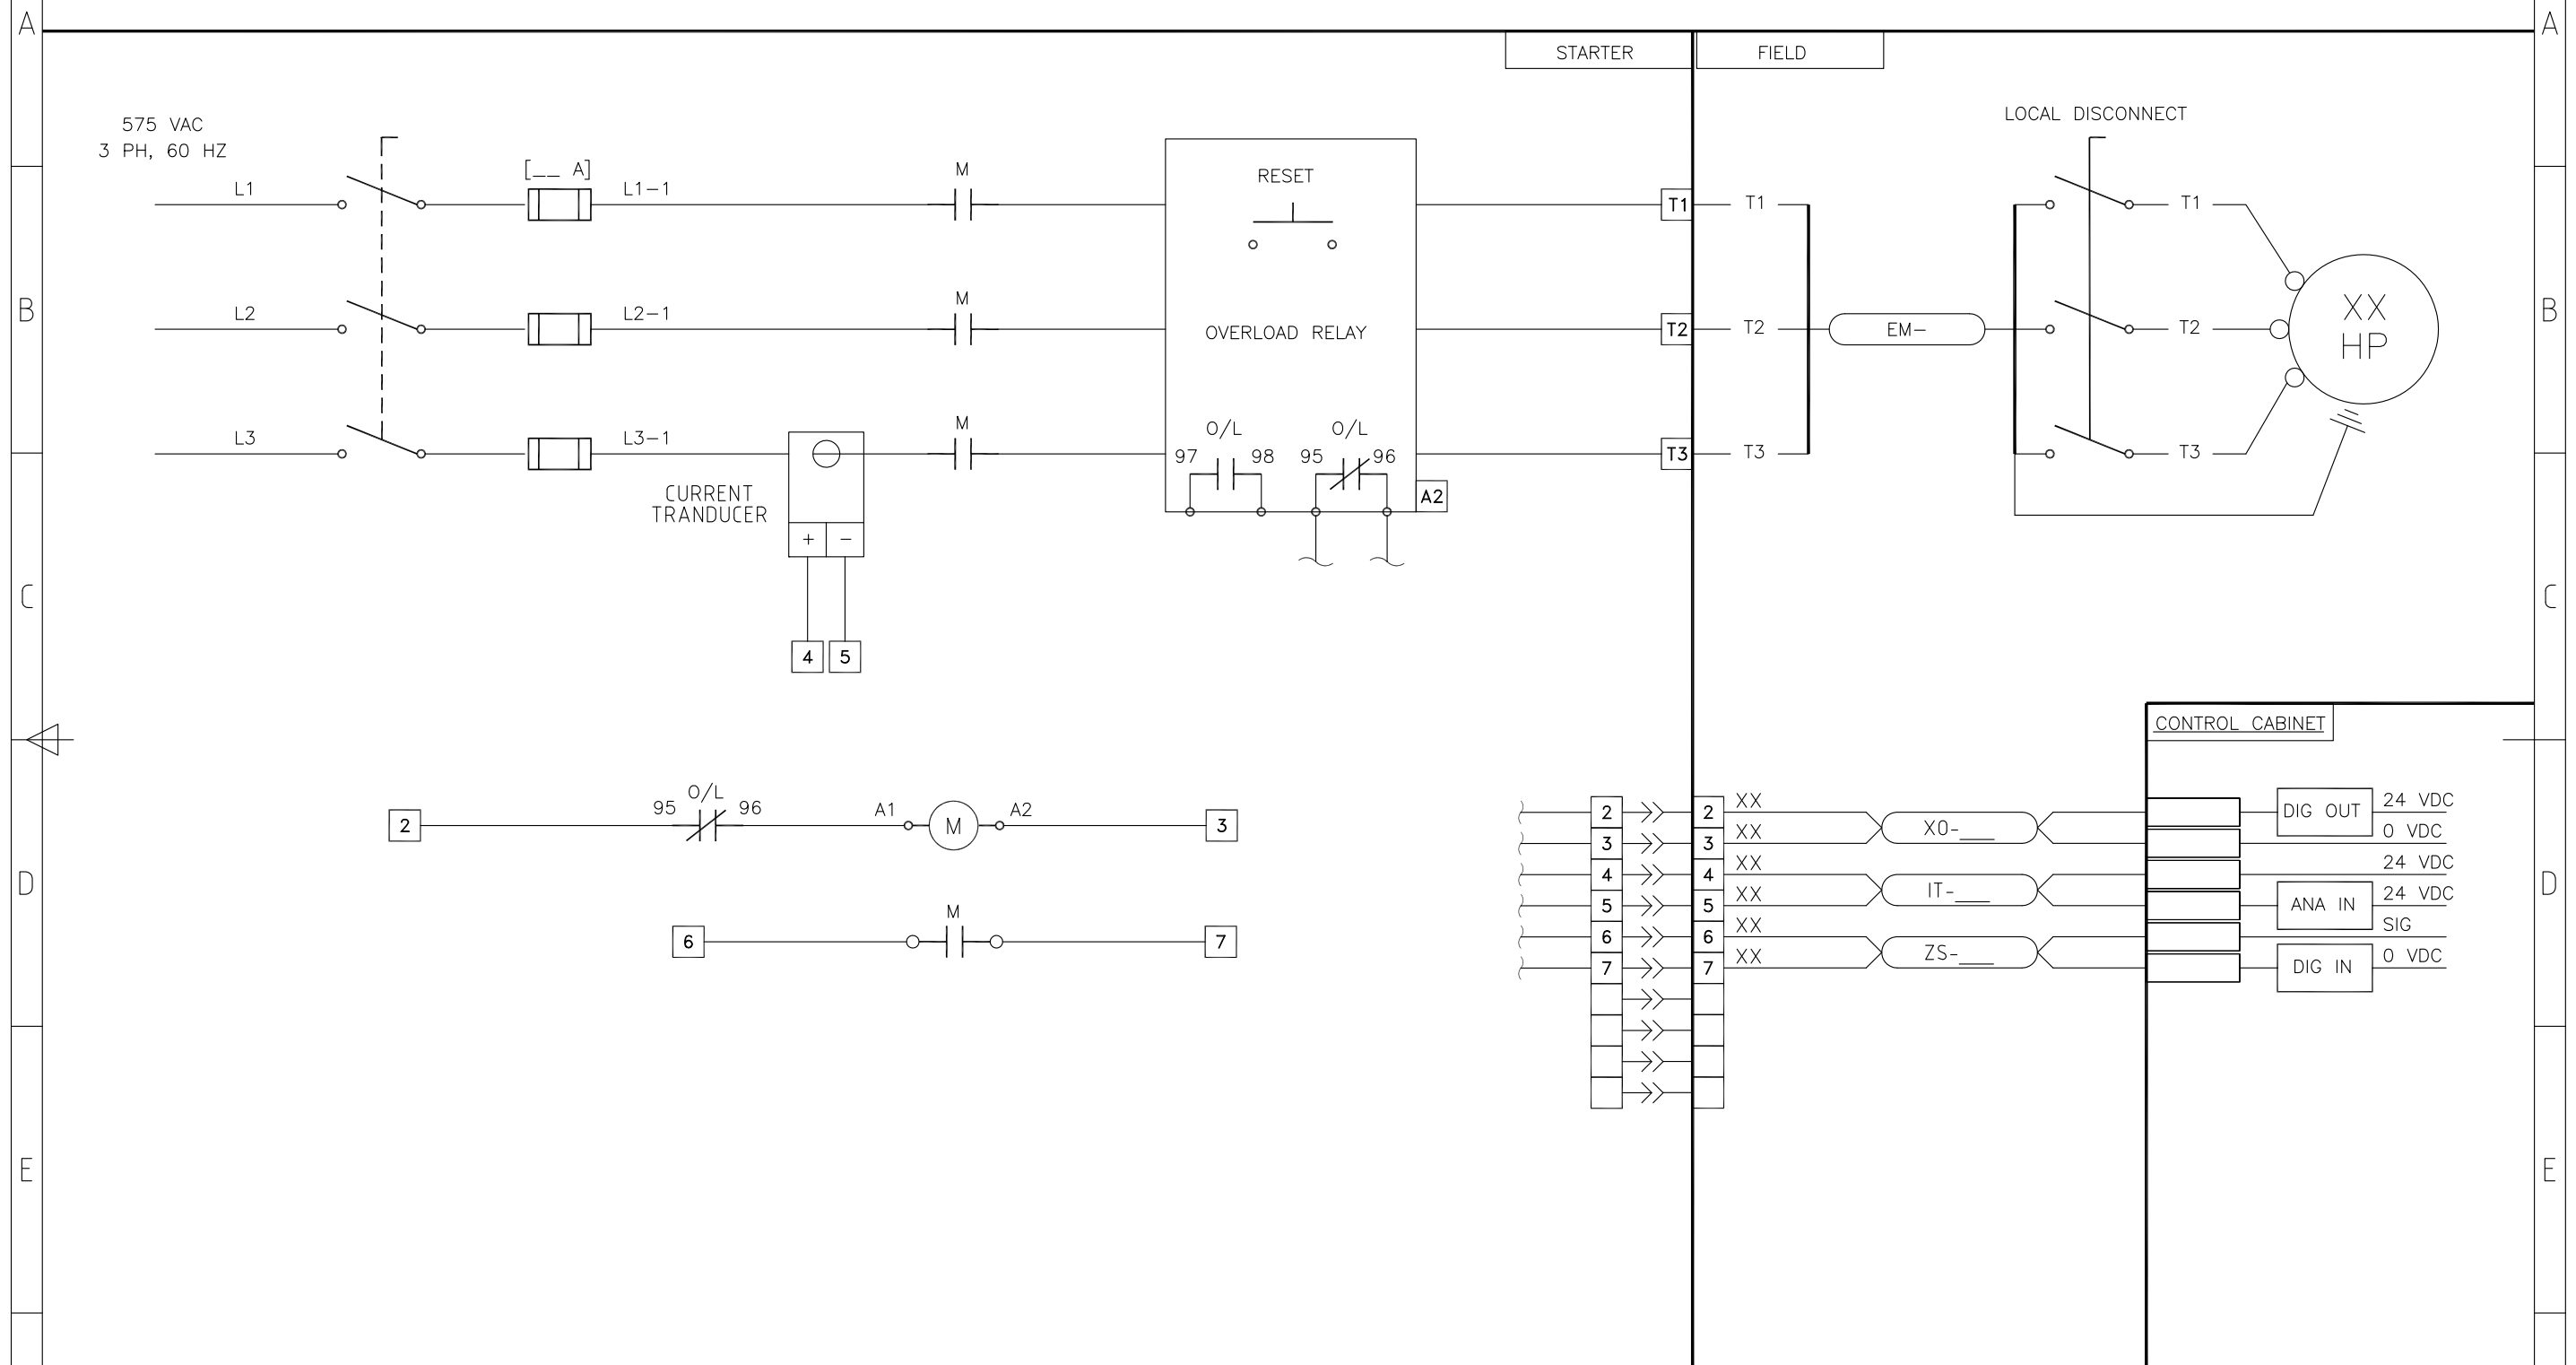 A
A
STARTER
FIELD
575 VAC
3 PH, 60 HZ
LOCAL DISCONNECT
[__ A]
M
RESET
L1
L1-1
T1
T1
T1
B
B
L2
L2-1
M
OVERLOAD RELAY
T2
T2
EM-
T2
XX
HP
L3
L3-1
M
O/L
O/L
97
98
95
96
T3
T3
T3
CURRENT
TRANDUCER
A2
+
-
C
C
4
5
CONTROL CABINET
2
95
O/L
96
A1
M
A2
3
2
2
XX
XO-___
DIG OUT
24 VDC
3
3
XX
0 VDC
4
4
XX
IT-___
24 VDC
D
D
5
5
XX
ANA IN
24 VDC
6
M
7
6
6
XX
ZS-___
SIG
7
7
XX
DIG IN
0 VDC
E
E